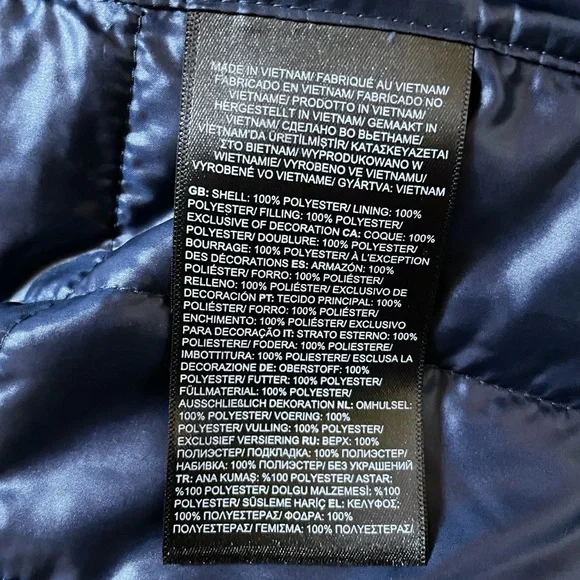 MADE IN VIETNAM/ FABRIQUÉ AU VIETNAM/
FABRICADO EN VIETNAM/ FABRICADO NO
VIETNAME/ PRODOTTO IN VIETNAM/
HERGESTELLT IN VIETNAM/ GEMAAKT IN
VIETNAM/ СДЕЛАНО ВО ВЬЕТНАМЕ/
VIETNAM'DA ÜRETİLMİŞTİR/ ΚΑΤΑΣΚΕΥΑΖΕΤΑΙ
ΣΤΟ ΒΙΕΤΝΑΜ/ WYPRODUKOWANO W
WIETNAMIE/ VYROBENO VE VIETNAMU/
VYROBENÉ VO VIETNAME/ GYÁRTVA: VIETNAM
GB: SHELL: 100% POLYESTER/ LINING: 100%
POLYESTER/ FILLING: 100% POLYESTER/
EXCLUSIVE OF DECORATION CA: COQUE: 100%
POLYESTER/ DOUBLURE: 100% POLYESTER/
BOURRAGE: 100% POLYESTER/ À L'EXCEPTION
DES DÉCORATIONS ES: ARMAZÓN: 100%
POLIÉSTER/ FORRO: 100% POLIÉSTER/
RELLENO: 100% POLIÉSTER/ EXCLUSIVO DE
DECORACIÓN PT: TECIDO PRINCIPAL: 100%
POLIÉSTER/ FORRO: 100% POLIÉSTER/
ENCHIMENTO: 100% POLIÉSTER/ EXCLUSIVO
PARA DECORAÇÃO IT: STRATO ESTERNO: 100%
POLIESTERE/ FODERA: 100% POLIESTERE/
IMBOTTITURA: 100% POLIESTERE/ ESCLUSA LA
DECORAZIONE DE: OBERSTOFF: 100%
POLYESTER/ FUTTER: 100% POLYESTER/
FÜLLMATERIAL: 100% POLYESTER/
AUSSCHLIEßLICH DEKORATION NL: OMHULSEL:
100% POLYESTER/ VOERING: 100%
POLYESTER/ VULLING: 100% POLYESTER/
EXCLUSIEF VERSIERING RU: ВЕРХ: 100%
ПОЛИЭСТЕР/ ПОДКЛАДКА: 100% ПОЛИЭСТЕР/
НАБИВКА: 100% ПОЛИЭСТЕР/ БЕЗ УКРАШЕНИЙ
TR: ANA KUMAS: %100 POLYESTER/ ASTAR:
%100 POLYESTER/ DOLGU MALZEMESİ: %100
POLYESTER/ SÜSLEME HARİÇ EL: ΚΕΛΥΦΟΣ:
100% ΠΟΛΥΕΣΤΕΡΑΣ/ ΦΟΔΡΑ: 100%
ΠΟΛΥΕΣΤΕΡΑΣ/ ΓΕΜΙΣΜΑ: 100% ΠΟΛΥΕΣΤΕΡΑΣ/